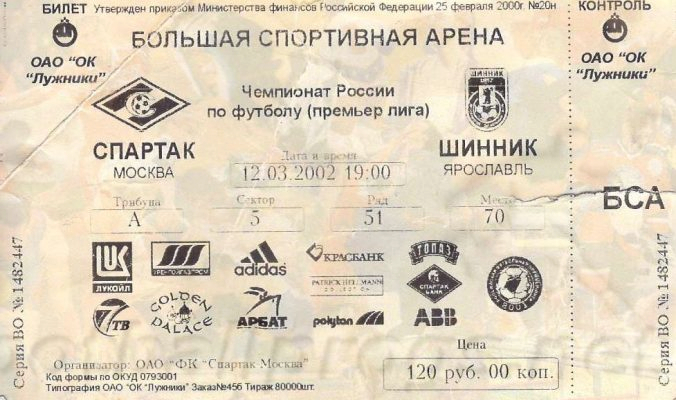 БИЛЕТ
Утвержден приказом Министерства финансов Российской Федерации 25 февраля 2000г. №20н
КОНТРОЛЬ
ОАО "ОК
"Лужники"
БОЛЬШАЯ СПОРТИВНАЯ АРЕНА
ОАО "ОК
"Лужники"
Чемпионат России
по футболу (премьер лига)
ШИННИК
СПАРТАК
МОСКВА
ШИННИК
ЯРОСЛАВЛЬ
Дата и время
12.03.2002 19:00
Трибуна
Сектор
Ряд
Место
А
5
51
70
БСА
Серия ВО № 1482447
Серия ВО № 1482447
ЛУКОЙЛ
adidas
КРАСБАНК
ТОПАЗ
СПАРТАК
БАНК
ТВ
GOLDEN
PALACE
АРБАТ
polytan
ABB
Цена
120 руб. 00 коп.
Организатор: ОАО "ФК "Спартак-Москва"
Код формы по ОКУД 0793001
Типография ОАО "ОК "Лужники" Заказ№456 Тираж 80000шт.